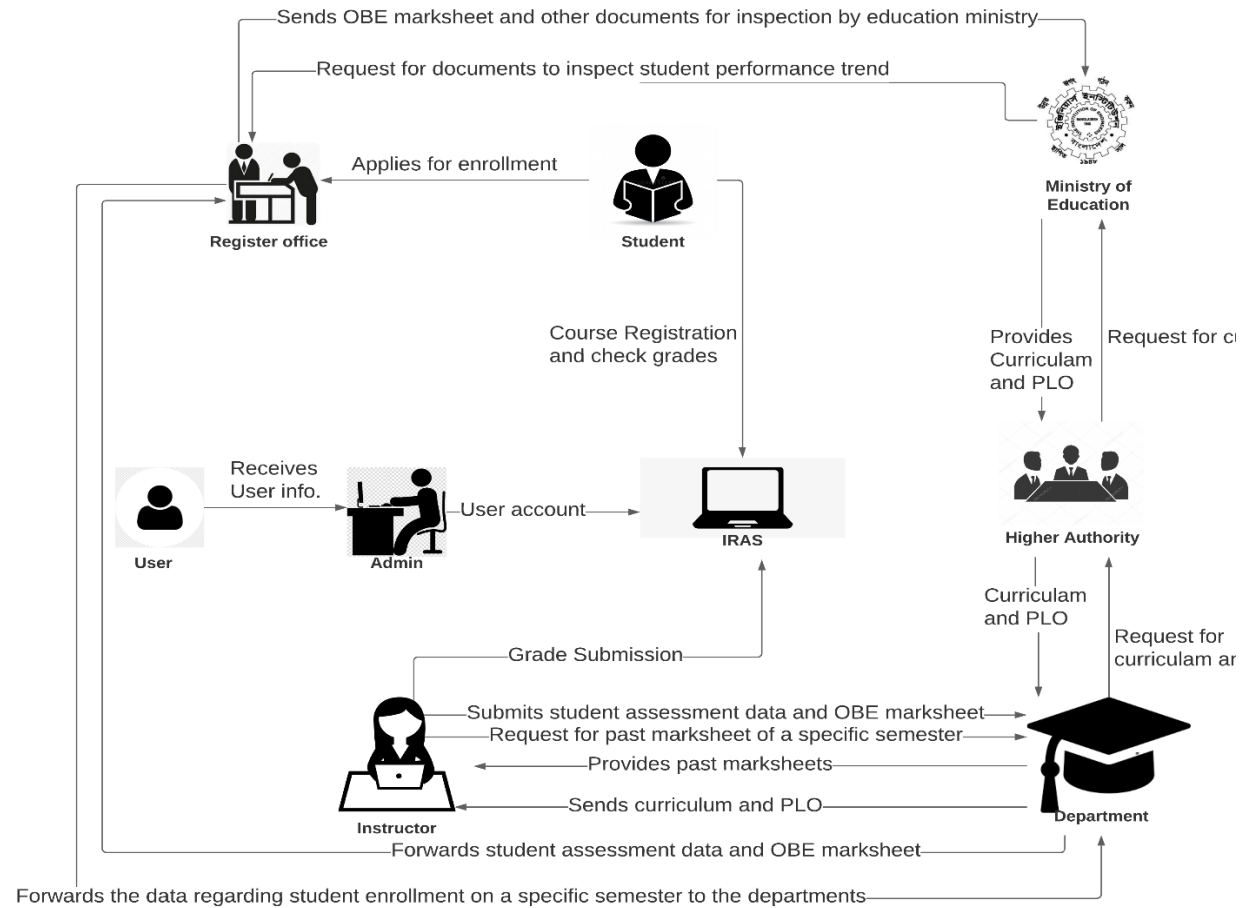 Sends OBE marksheet and other documents for inspection by education ministry
Request for documents to inspect student performance trend
Applies for enrollment
Register office
Student
Ministry of
Education
Course Registration
and check grades
Provides
Curriculam
and PLO
Request for
Receives
User info.
User account
User
Admin
IRAS
Higher Authority
Curriculam
and PLO
Request for
curriculam
Grade Submission
Submits student assessment data and OBE marksheet
Request for past marksheet of a specific semester
Provides past marksheets
Sends curriculum and PLO
Instructor
Department
Forwards student assessment data and OBE marksheet
Forwards the data regarding student enrollment on a specific semester to the departments